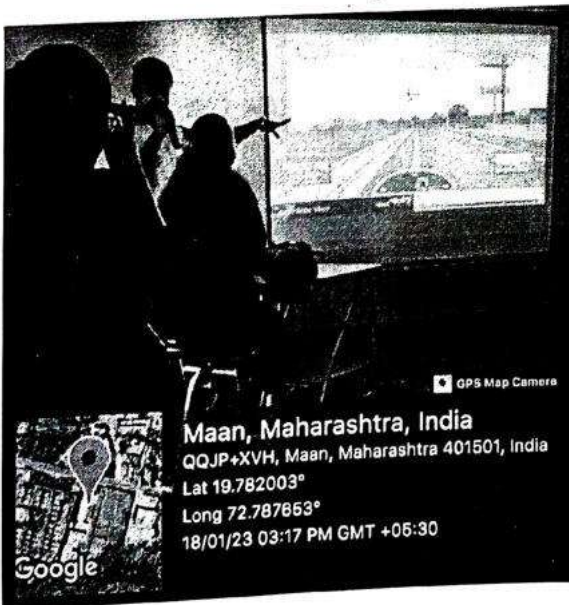 7
GPS Map Camera
Maan, Maharashtra, India
QQJP+XVH, Maan, Maharashtra 401501, India
Lat 19.782003°
Long 72.787653°
18/01/23 03:17 PM GMT +05:30
Google